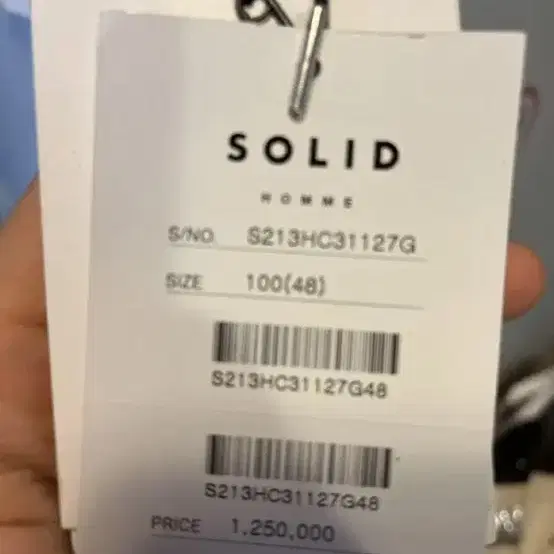 SOLID
HOMME
S/NO. S213HC31127G
SIZE 100(48)
S213HC31127G48
S213HC31127G48
PRICE 1,250,000